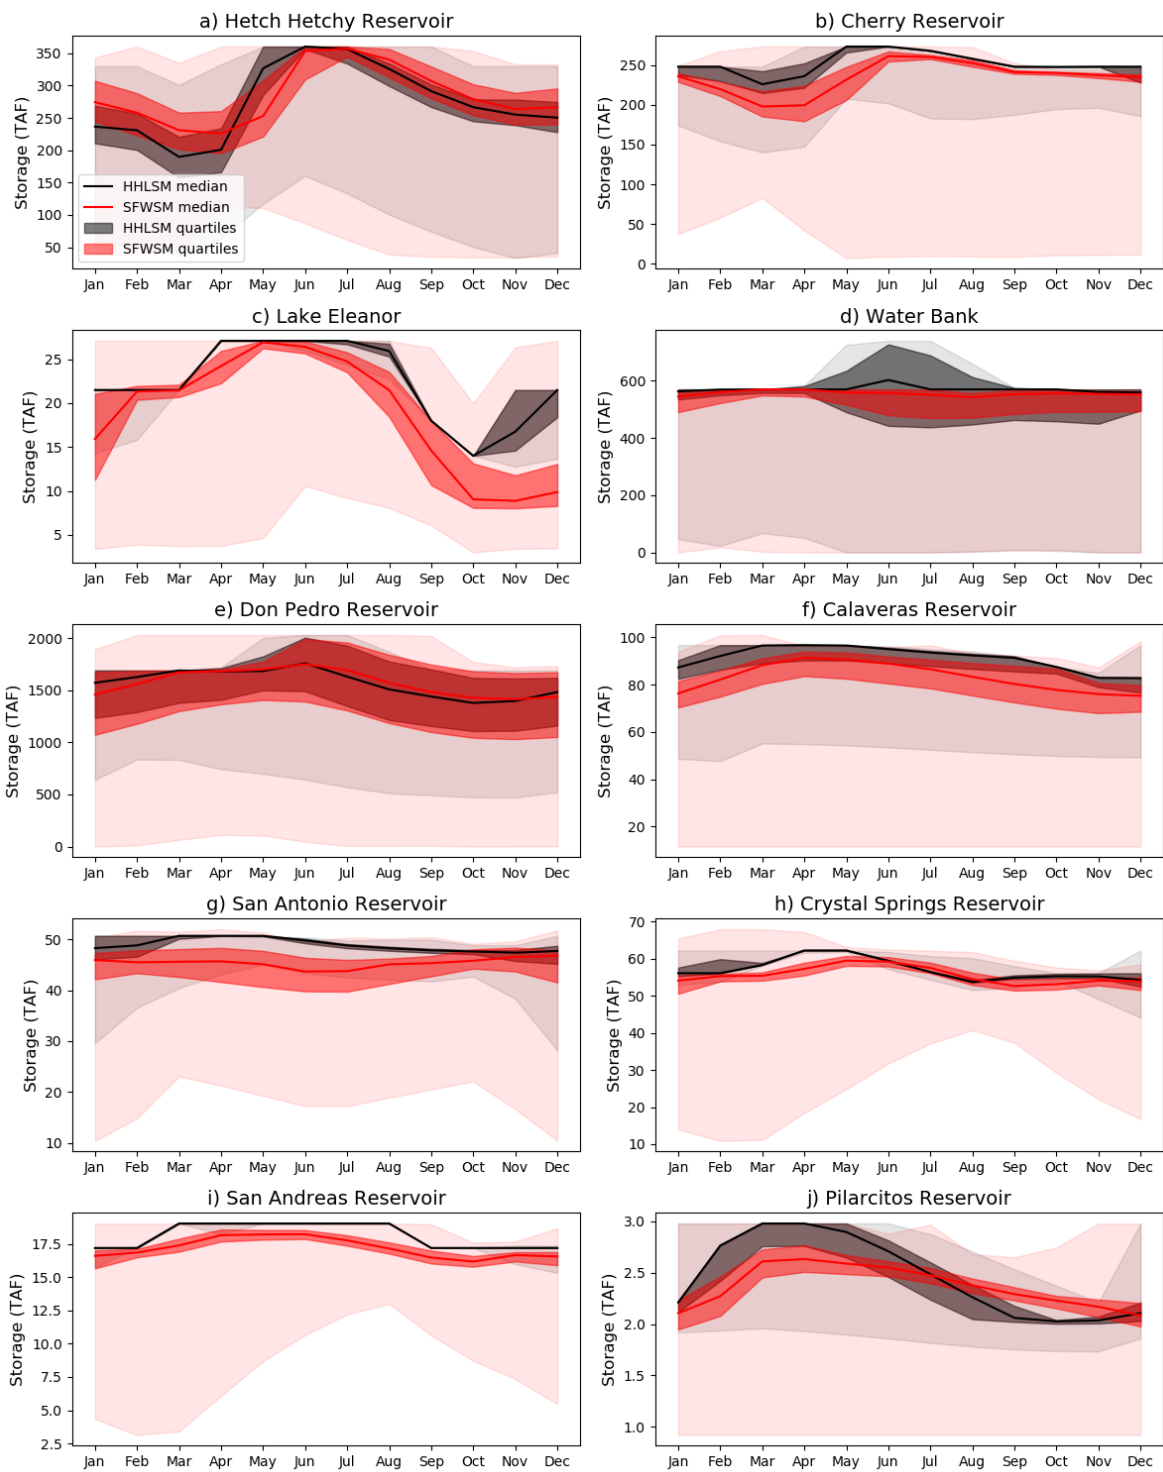 a) Hetch Hetchy Reservoir
Storage (TAF)
350
300
250
200
150
100
50
HHLSM median
SFWSM median
HHLSM quartiles
SFWSM quartiles
Jan Feb Mar Apr May Jun Jul Aug Sep Oct Nov Dec
b) Cherry Reservoir
Storage (TAF)
250
200
150
100
50
0
Jan Feb Mar Apr May Jun Jul Aug Sep Oct Nov Dec
c) Lake Eleanor
Storage (TAF)
25
20
15
10
5
Jan Feb Mar Apr May Jun Jul Aug Sep Oct Nov Dec
d) Water Bank
Storage (TAF)
600
400
200
0
Jan Feb Mar Apr May Jun Jul Aug Sep Oct Nov Dec
e) Don Pedro Reservoir
Storage (TAF)
2000
1500
1000
500
0
Jan Feb Mar Apr May Jun Jul Aug Sep Oct Nov Dec
f) Calaveras Reservoir
Storage (TAF)
100
80
60
40
20
Jan Feb Mar Apr May Jun Jul Aug Sep Oct Nov Dec
g) San Antonio Reservoir
Storage (TAF)
50
40
30
20
10
Jan Feb Mar Apr May Jun Jul Aug Sep Oct Nov Dec
h) Crystal Springs Reservoir
Storage (TAF)
70
60
50
40
30
20
10
Jan Feb Mar Apr May Jun Jul Aug Sep Oct Nov Dec
i) San Andreas Reservoir
Storage (TAF)
17.5
15.0
12.5
10.0
7.5
5.0
2.5
Jan Feb Mar Apr May Jun Jul Aug Sep Oct Nov Dec
j) Pilarcitos Reservoir
Storage (TAF)
3.0
2.5
2.0
1.5
1.0
Jan Feb Mar Apr May Jun Jul Aug Sep Oct Nov Dec